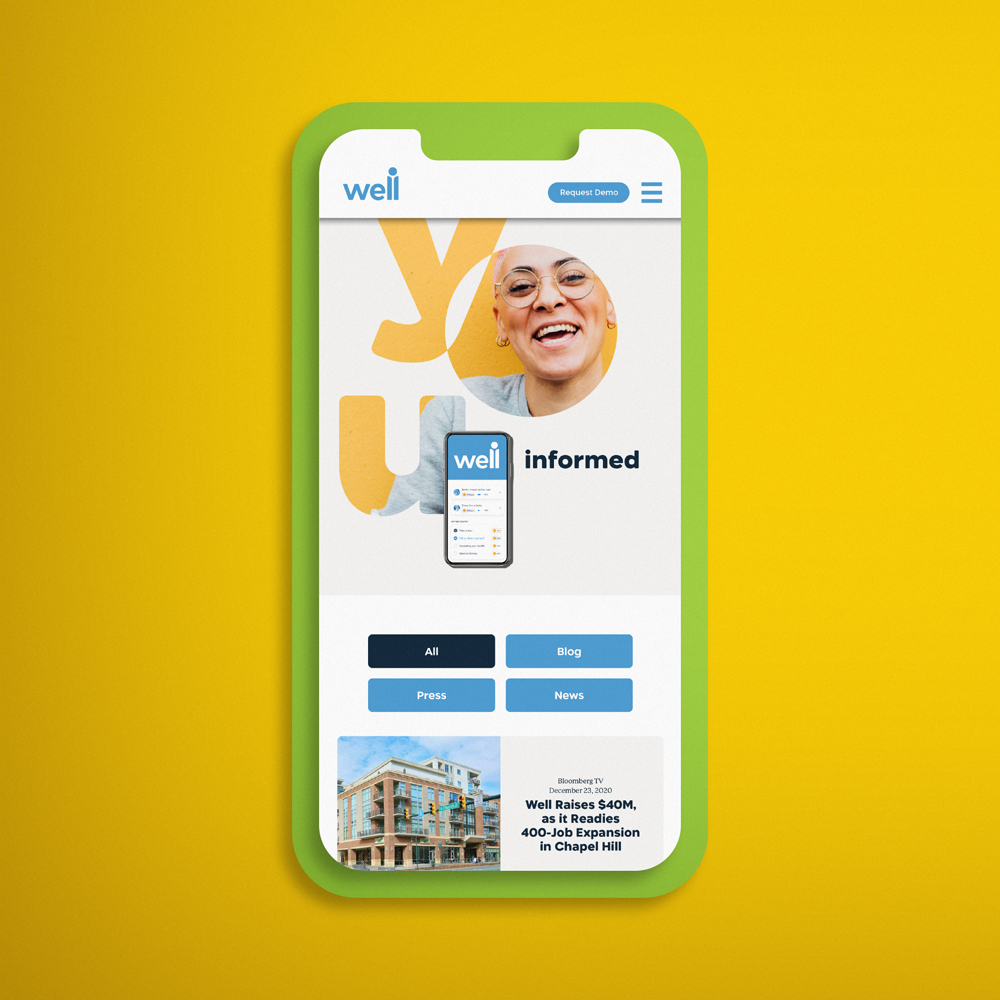 well
Request Demo
yo
u
well
informed
All
Blog
Press
News
Bloomberg TV
December 23, 2020
Well Raises $40M,
as it Readies
400-Job Expansion
in Chapel Hill